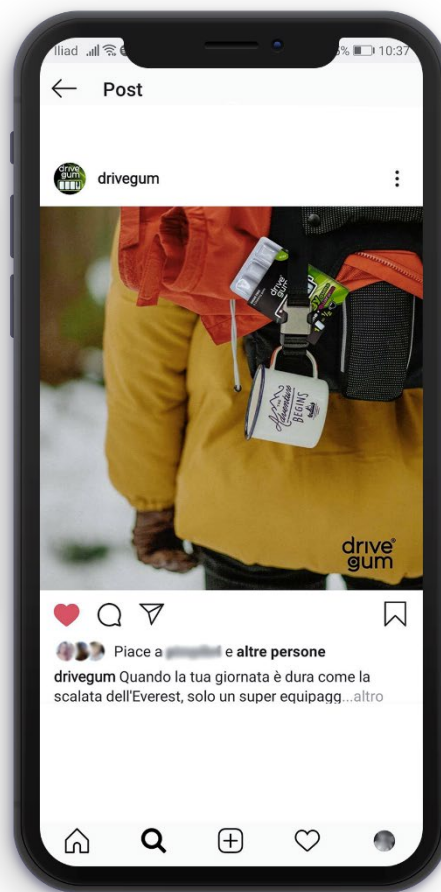 Iliad
% 10:37
Post
drive
gum
drivegum
drive
gum
THE
Adventure
BEGINS
drive®
gum
Piace a e altre persone
drivegum Quando la tua giornata è dura come la
scalata dell'Everest, solo un super equipagg...altro